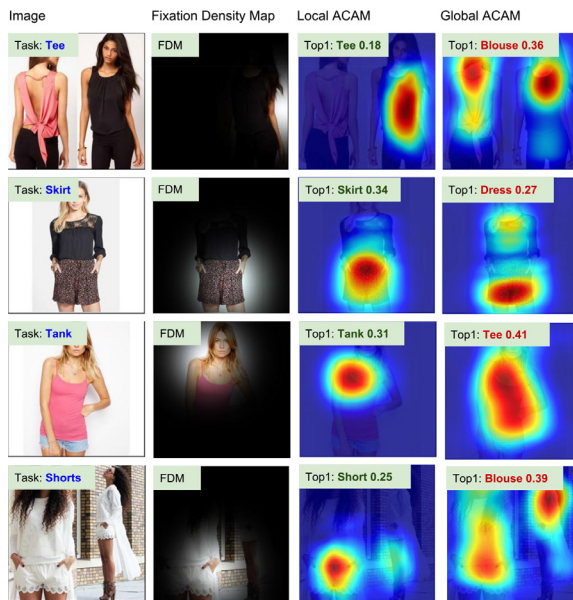 Image Fixation Density Map Local ACAM Global ACAM
Task: Tee FDM Top1: Tee 0.18 Top1: Blouse 0.36
Task: Skirt FDM Top1: Skirt 0.34 Top1: Dress 0.27
Task: Tank FDM Top1: Tank 0.31 Top1: Tee 0.41
Task: Shorts FDM Top1: Short 0.25 Top1: Blouse 0.39